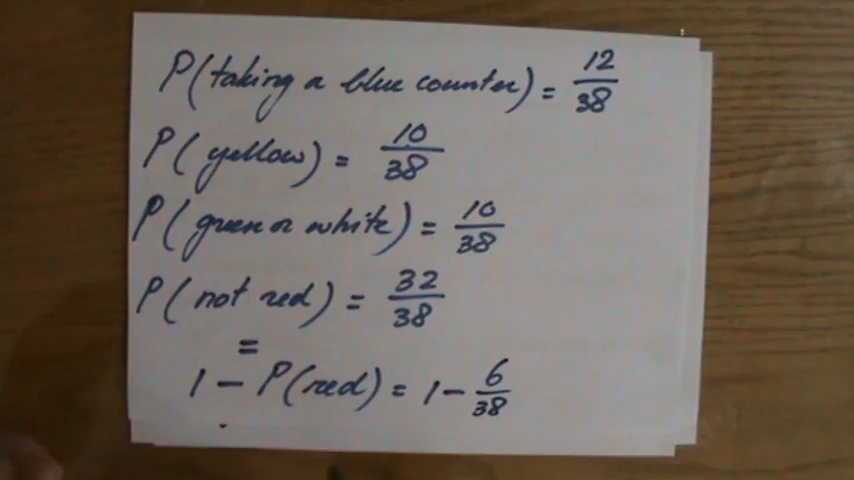 P(taking a blue counter) = 12/38
P(yellow) = 10/38
P(green or white) = 10/38
P(not red) = 32/38
=
1 - P(red) = 1 - 6/38